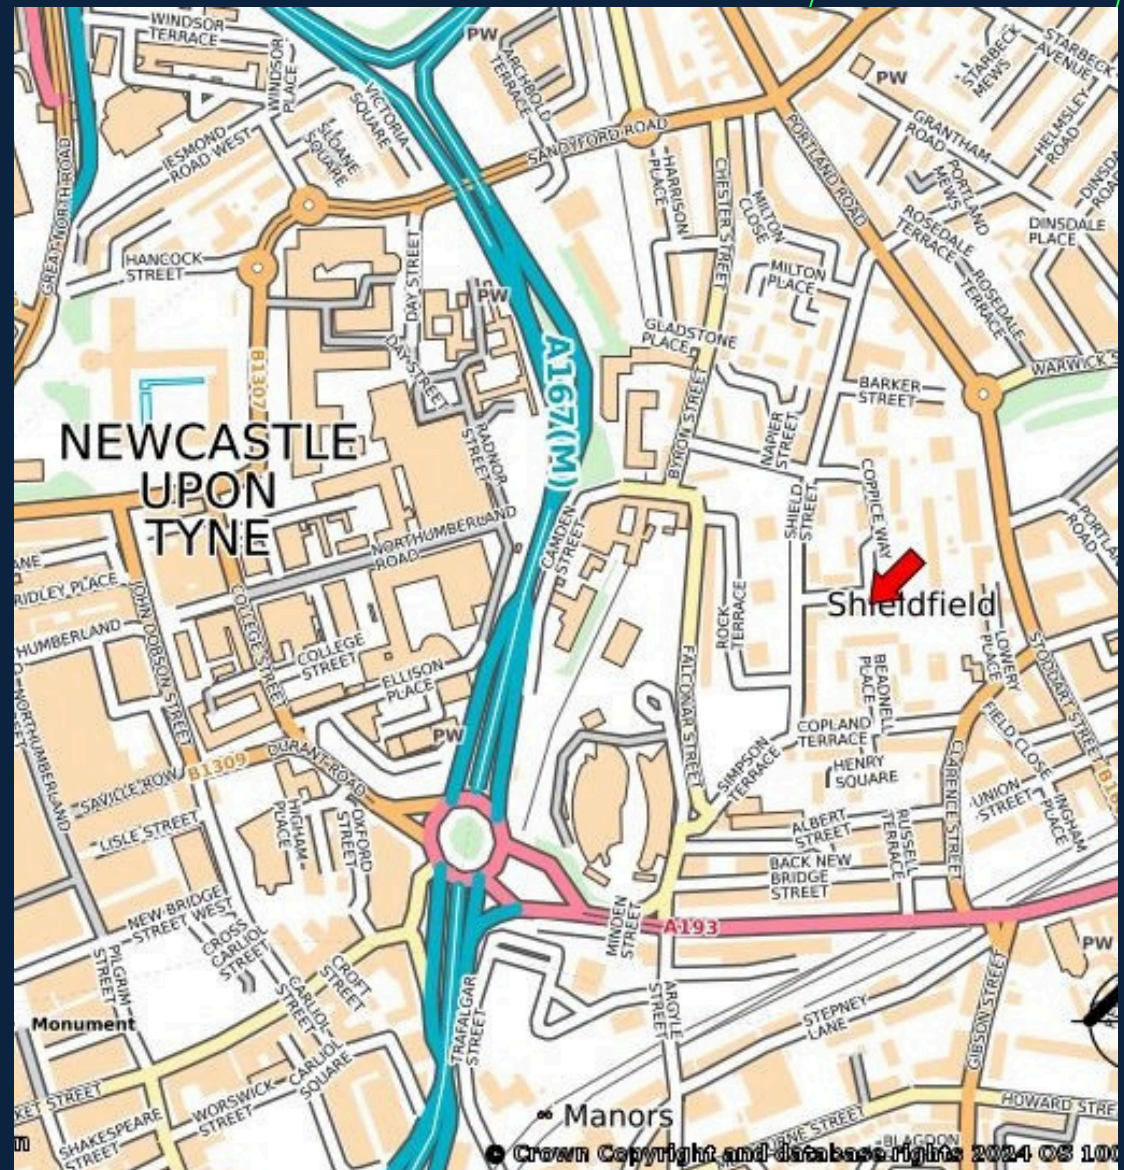 WINDSOR
TERRACE
WINDSOR
PLACE
PW
ARCHBOLD
TERRACE
VICTORIA
SQUARE
STARBECK
AVENUE
STARBECK
MEWS
PW
GRANTHAM
ROAD
HELMSLEY
ROAD
JESMOND
ROAD WEST
SLOANE
SQUARE
SANDYFORD ROAD
PORTLAND ROAD
HARRISON
PLACE
CHESTER STREET
MILTON
CLOSE
PORTLAND
MEWS
ROSEDALE
TERRACE
DINSDALE
PLACE
GREAT NORTH ROAD
HANCOCK
STREET
DAY STREET
PW
MILTON
PLACE
ROSEDALE
TERRACE
GLADSTONE
PLACE
DAY STREET
A167(M)
B1307
BARKER
STREET
NEWCASTLE
UPON
TYNE
RADNOR
STREET
BYRON STREET
NAPIER
STREET
COPPICE WAY
SHIELD
STREET
NORTHUMBERLAND
ROAD
CAMDEN
STREET
RIDLEY PLACE
JOHN DOBSON STREET
COLLEGE STREET
ROCK
TERRACE
Shieldfield
COLLEGE
STREET
ELLISON
PLACE
FALCONAR STREET
BEADNELL
PLACE
LOWERY
PLACE
STODDART STREET
COPLAND
TERRACE
FIELD CLOSE
HENRY
SQUARE
SIMPSON
TERRACE
CLARENCE STREET
UNION
STREET
INGHAM
PLACE
PW
DURANT ROAD
B1309
SAVILLE ROW
LISLE STREET
HIGHAM
PLACE
OXFORD
STREET
ALBERT
STREET
RUSSELL
TERRACE
BACK NEW
BRIDGE
STREET
NEW BRIDGE
STREET WEST
CROSS
CARLIOL
STREET
MINDEN
STREET
A193
PW
PILGRIM
STREET
CROFT
STREET
CARLIOL
STREET
Monument
TRAFALGAR
STREET
ARGYLE
STREET
STEPNEY
LANE
GIBSON STREET
CARLIOL
SQUARE
WORSWICK
STREET
SHAKESPEARE
Manors
HOWARD STRE
BLAGDON
© Crown Copyright and database rights 2024 OS 100